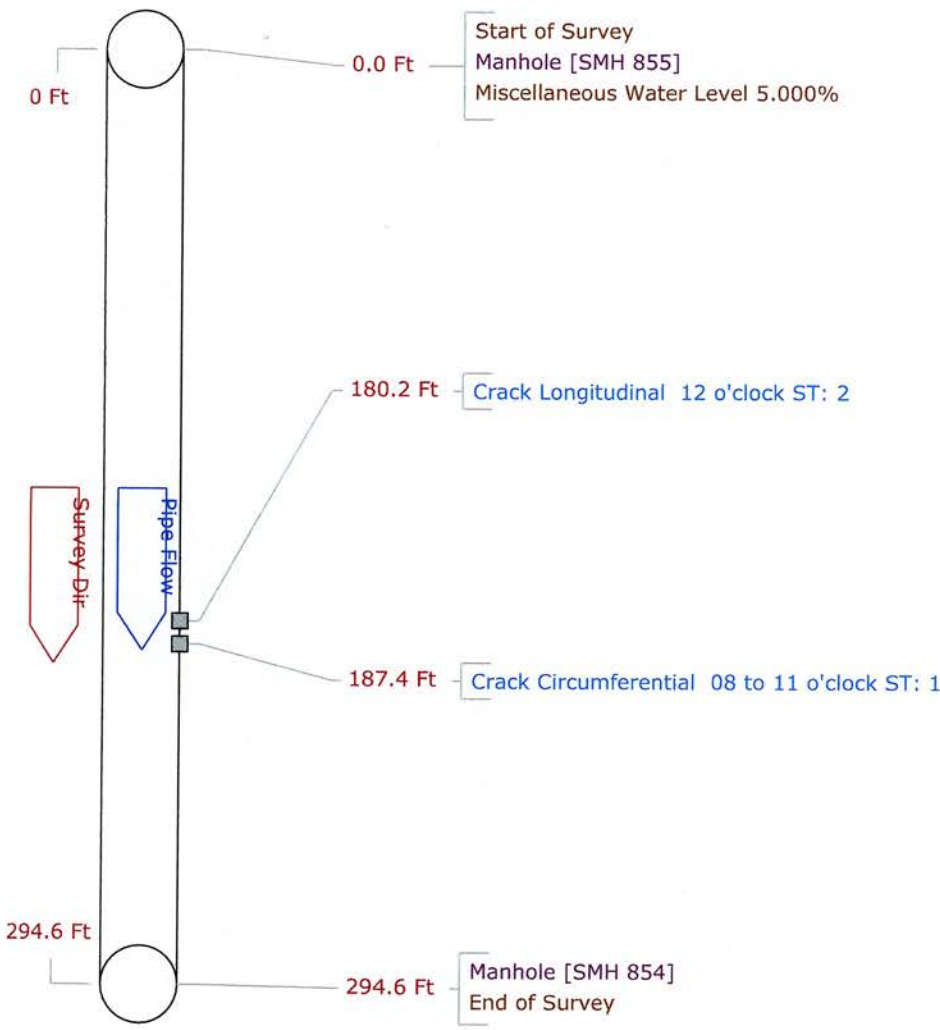 Start of Survey
0.0 Ft
Manhole [SMH 855]
0 Ft
Miscellaneous Water Level 5.000%
180.2 Ft
Crack Longitudinal 12 o'clock ST: 2
Survey Dir
Pipe Flow
187.4 Ft
Crack Circumferential 08 to 11 o'clock ST: 1
294.6 Ft
294.6 Ft
Manhole [SMH 854]
End of Survey